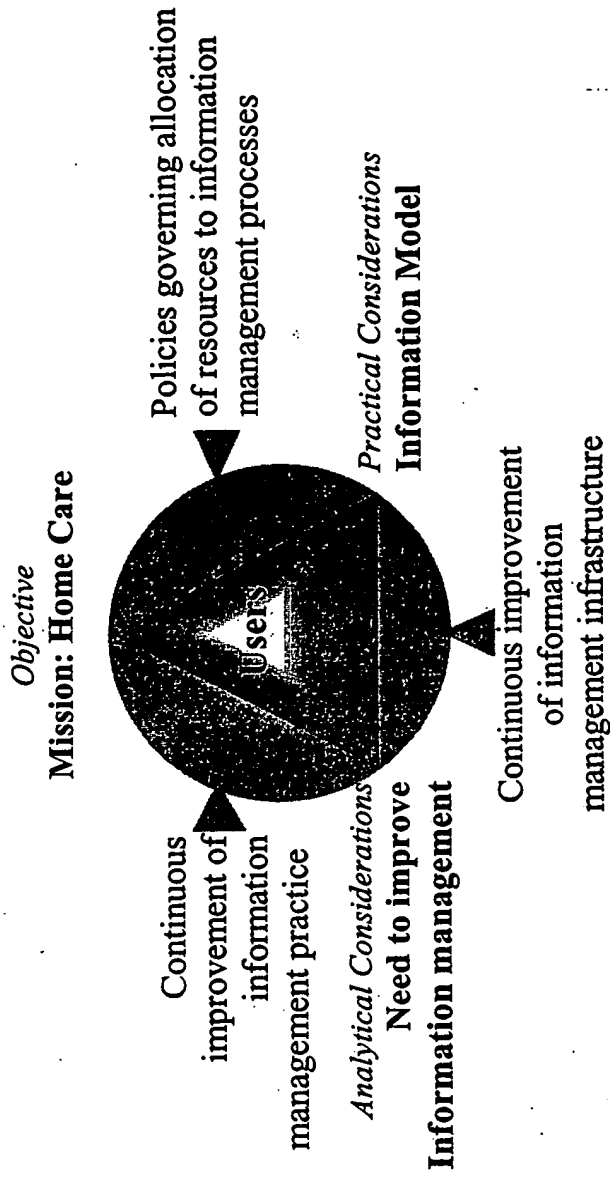 Objective
Mission: Home Care
Continuous
improvement of
information
management practice
Policies governing allocation
of resources to information
management processes
Users
Analytical Considerations
Need to improve
Information management
Practical Considerations
Information Model
Continuous improvement
of information
management infrastructure